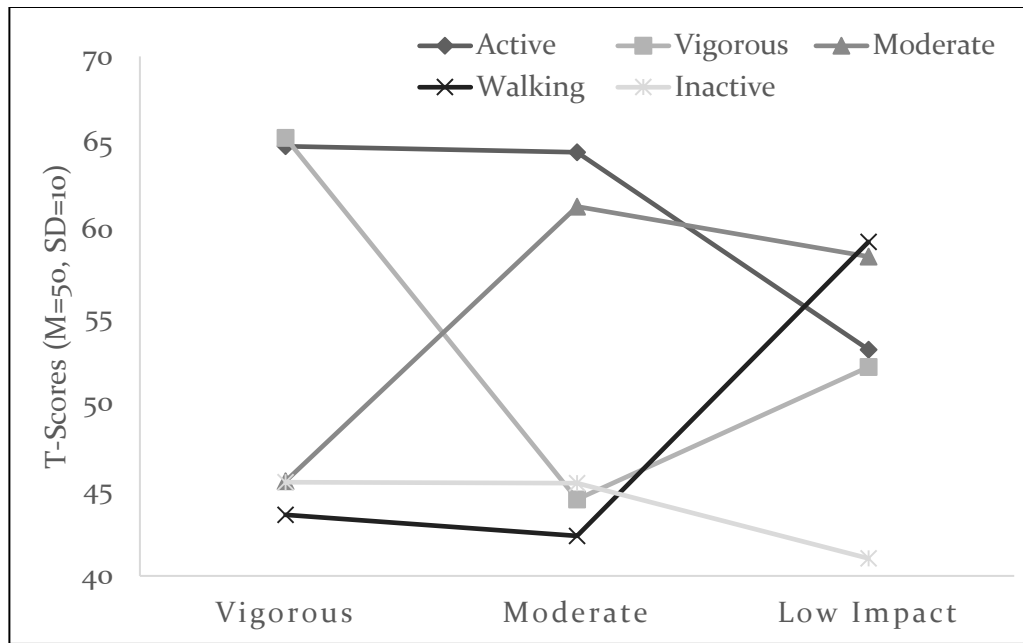 Active Vigorous Moderate
Walking Inactive
T-Scores (M=50, SD=10)
70
65
60
55
50
45
40
Vigorous Moderate Low Impact